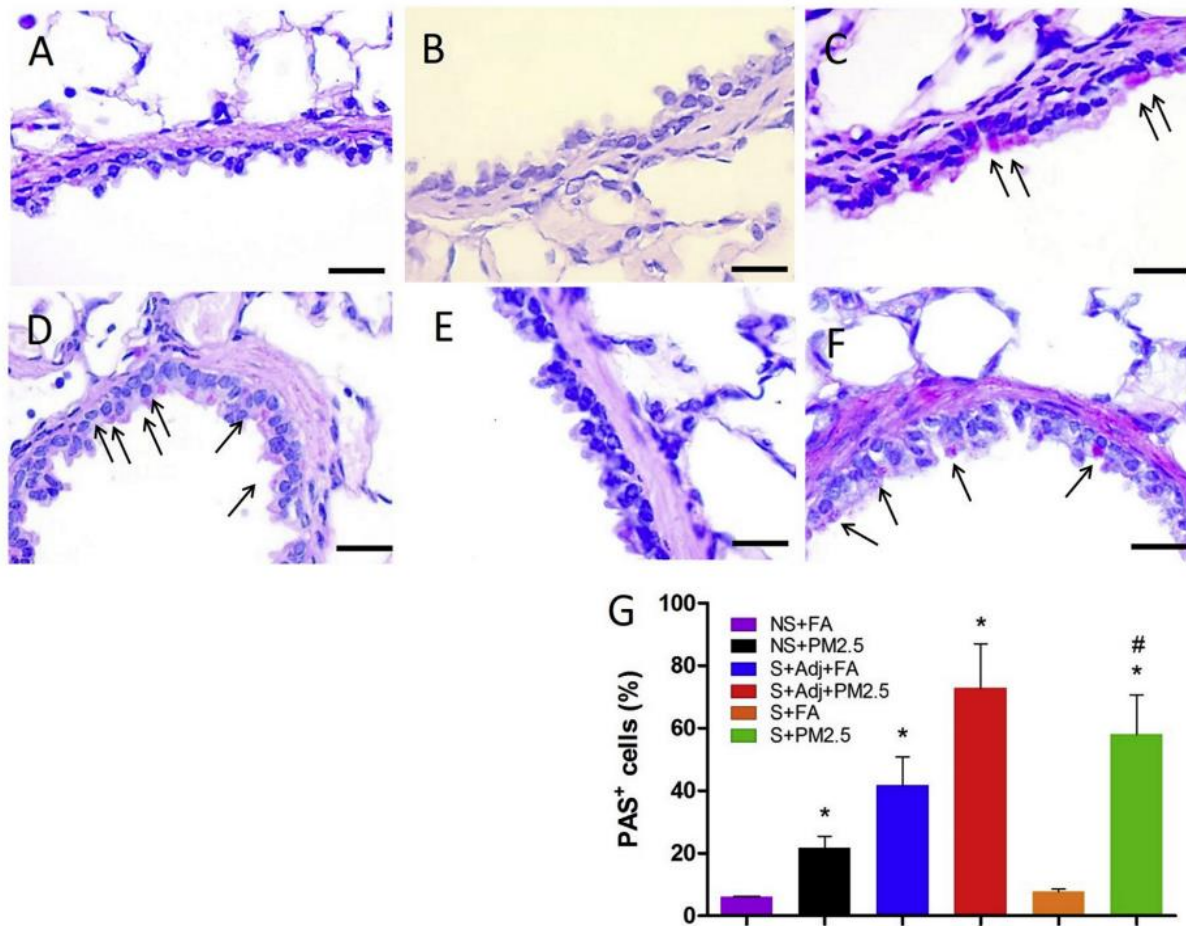 A
B
C
D
E
F
G
100
80
60
40
20
0
PAS⁺ cells (%)
NS+FA
NS+PM2.5
S+Adj+FA
S+Adj+PM2.5
S+FA
S+PM2.5
*
*
*
#
*